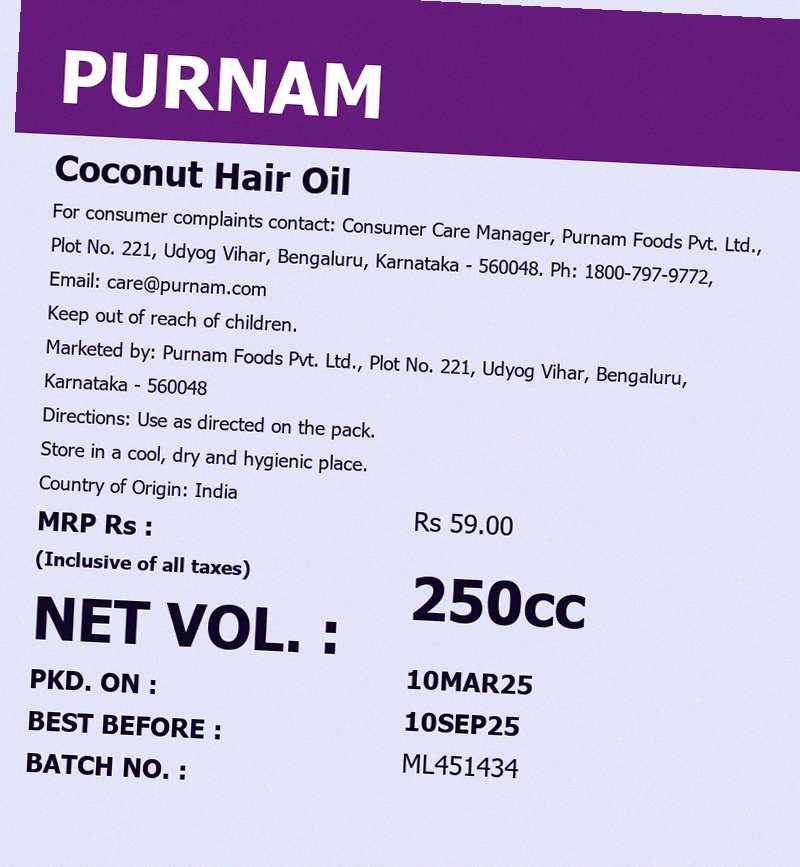 PURNAM
Coconut Hair Oil
For consumer complaints contact: Consumer Care Manager, Purnam Foods Pvt. Ltd.,
Plot No. 221, Udyog Vihar, Bengaluru, Karnataka - 560048. Ph: 1800-797-9772,
Email: care@purnam.com
Keep out of reach of children.
Marketed by: Purnam Foods Pvt. Ltd., Plot No. 221, Udyog Vihar, Bengaluru,
Karnataka - 560048
Directions: Use as directed on the pack.
Store in a cool, dry and hygienic place.
Country of Origin: India
MRP Rs : Rs 59.00
(Inclusive of all taxes)
NET VOL. : 250cc
PKD. ON : 10MAR25
BEST BEFORE : 10SEP25
BATCH NO. : ML451434